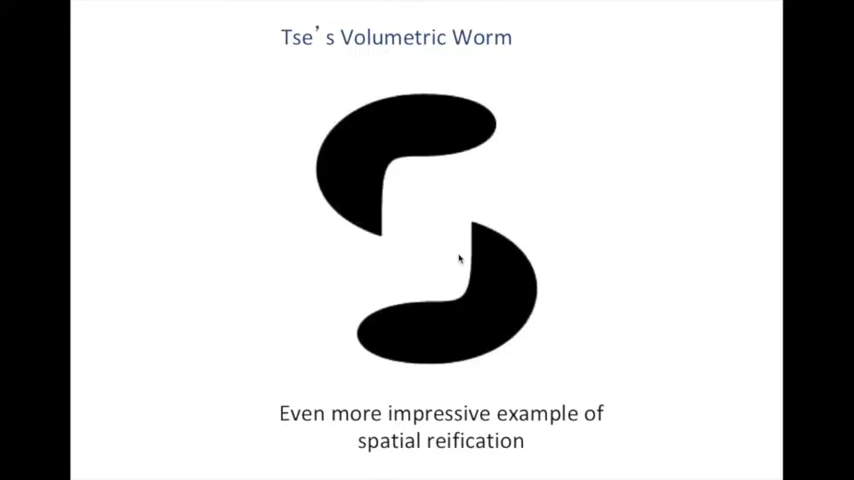 Tse’s Volumetric Worm
Even more impressive example of
spatial reification